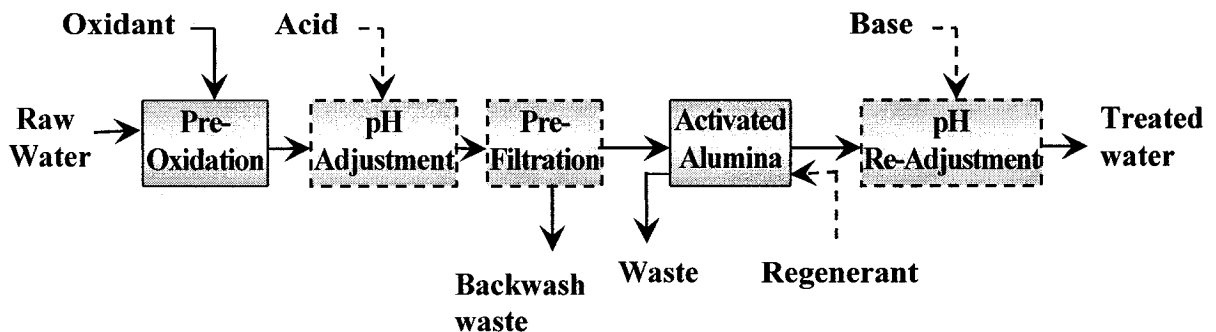 Oxidant
Acid
Base
Raw
Water
Pre-
Oxidation
pH
Adjustment
Pre-
Filtration
Activated
Alumina
pH
Re-Adjustment
Treated
water
Backwash
waste
Waste
Regenerant